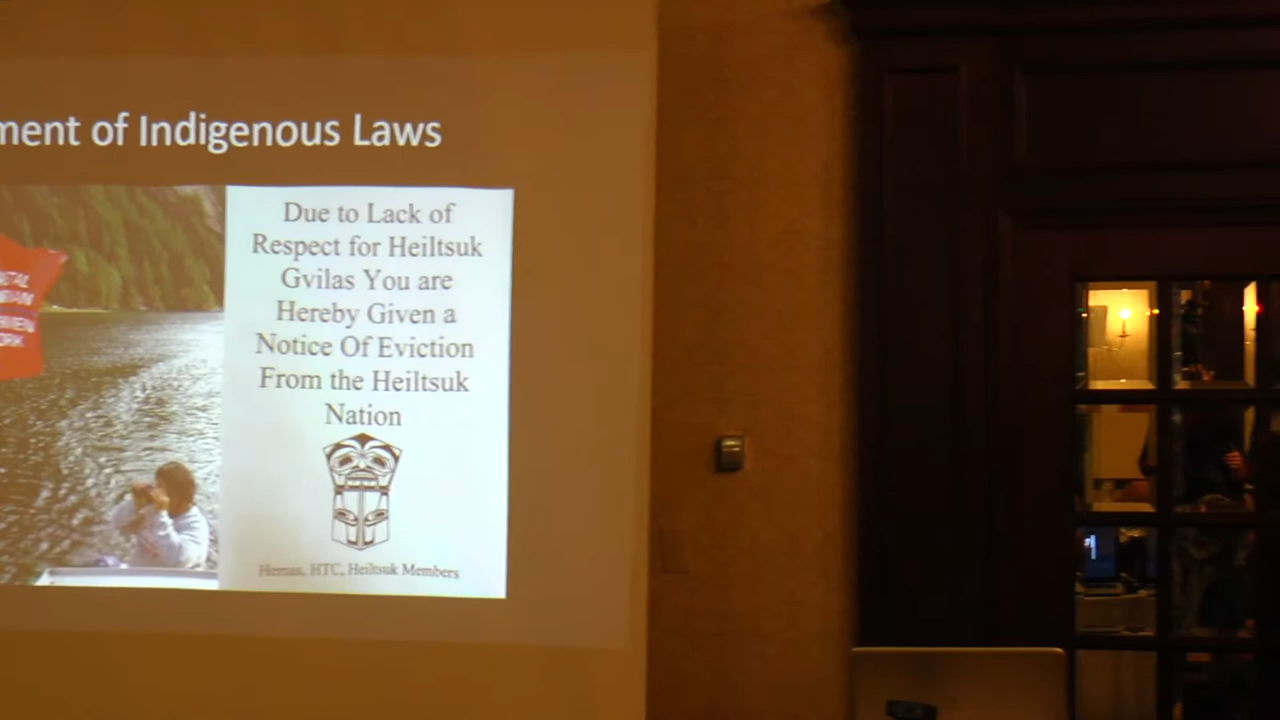 of Indigenous Laws
Due to Lack of
Respect for Heiltsuk
Gvilas You are
Hereby Given a
Notice Of Eviction
From the Heiltsuk
Nation
Hemas, HTC, Heiltsuk Members